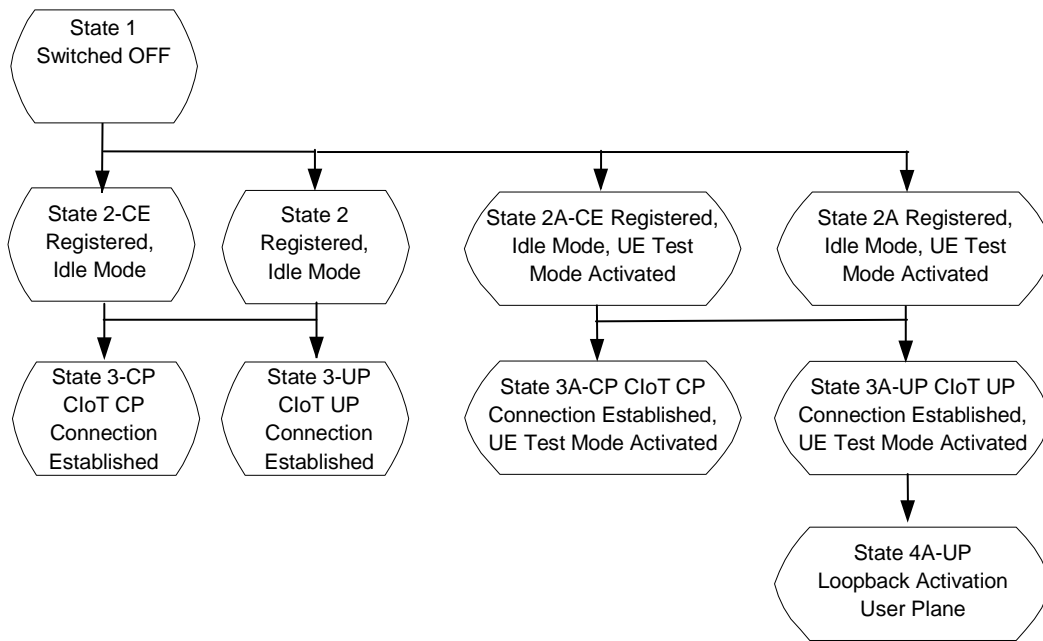 State 1
Switched OFF
State 2-CE
Registered,
Idle Mode
State 2
Registered,
Idle Mode
State 2A-CE Registered,
Idle Mode, UE Test
Mode Activated
State 2A Registered,
Idle Mode, UE Test
Mode Activated
State 3-CP
CIoT CP
Connection
Established
State 3-UP
CIoT UP
Connection
Established
State 3A-CP CIoT CP
Connection Established,
UE Test Mode Activated
State 3A-UP CIoT UP
Connection Established,
UE Test Mode Activated
State 4A-UP
Loopback Activation
User Plane